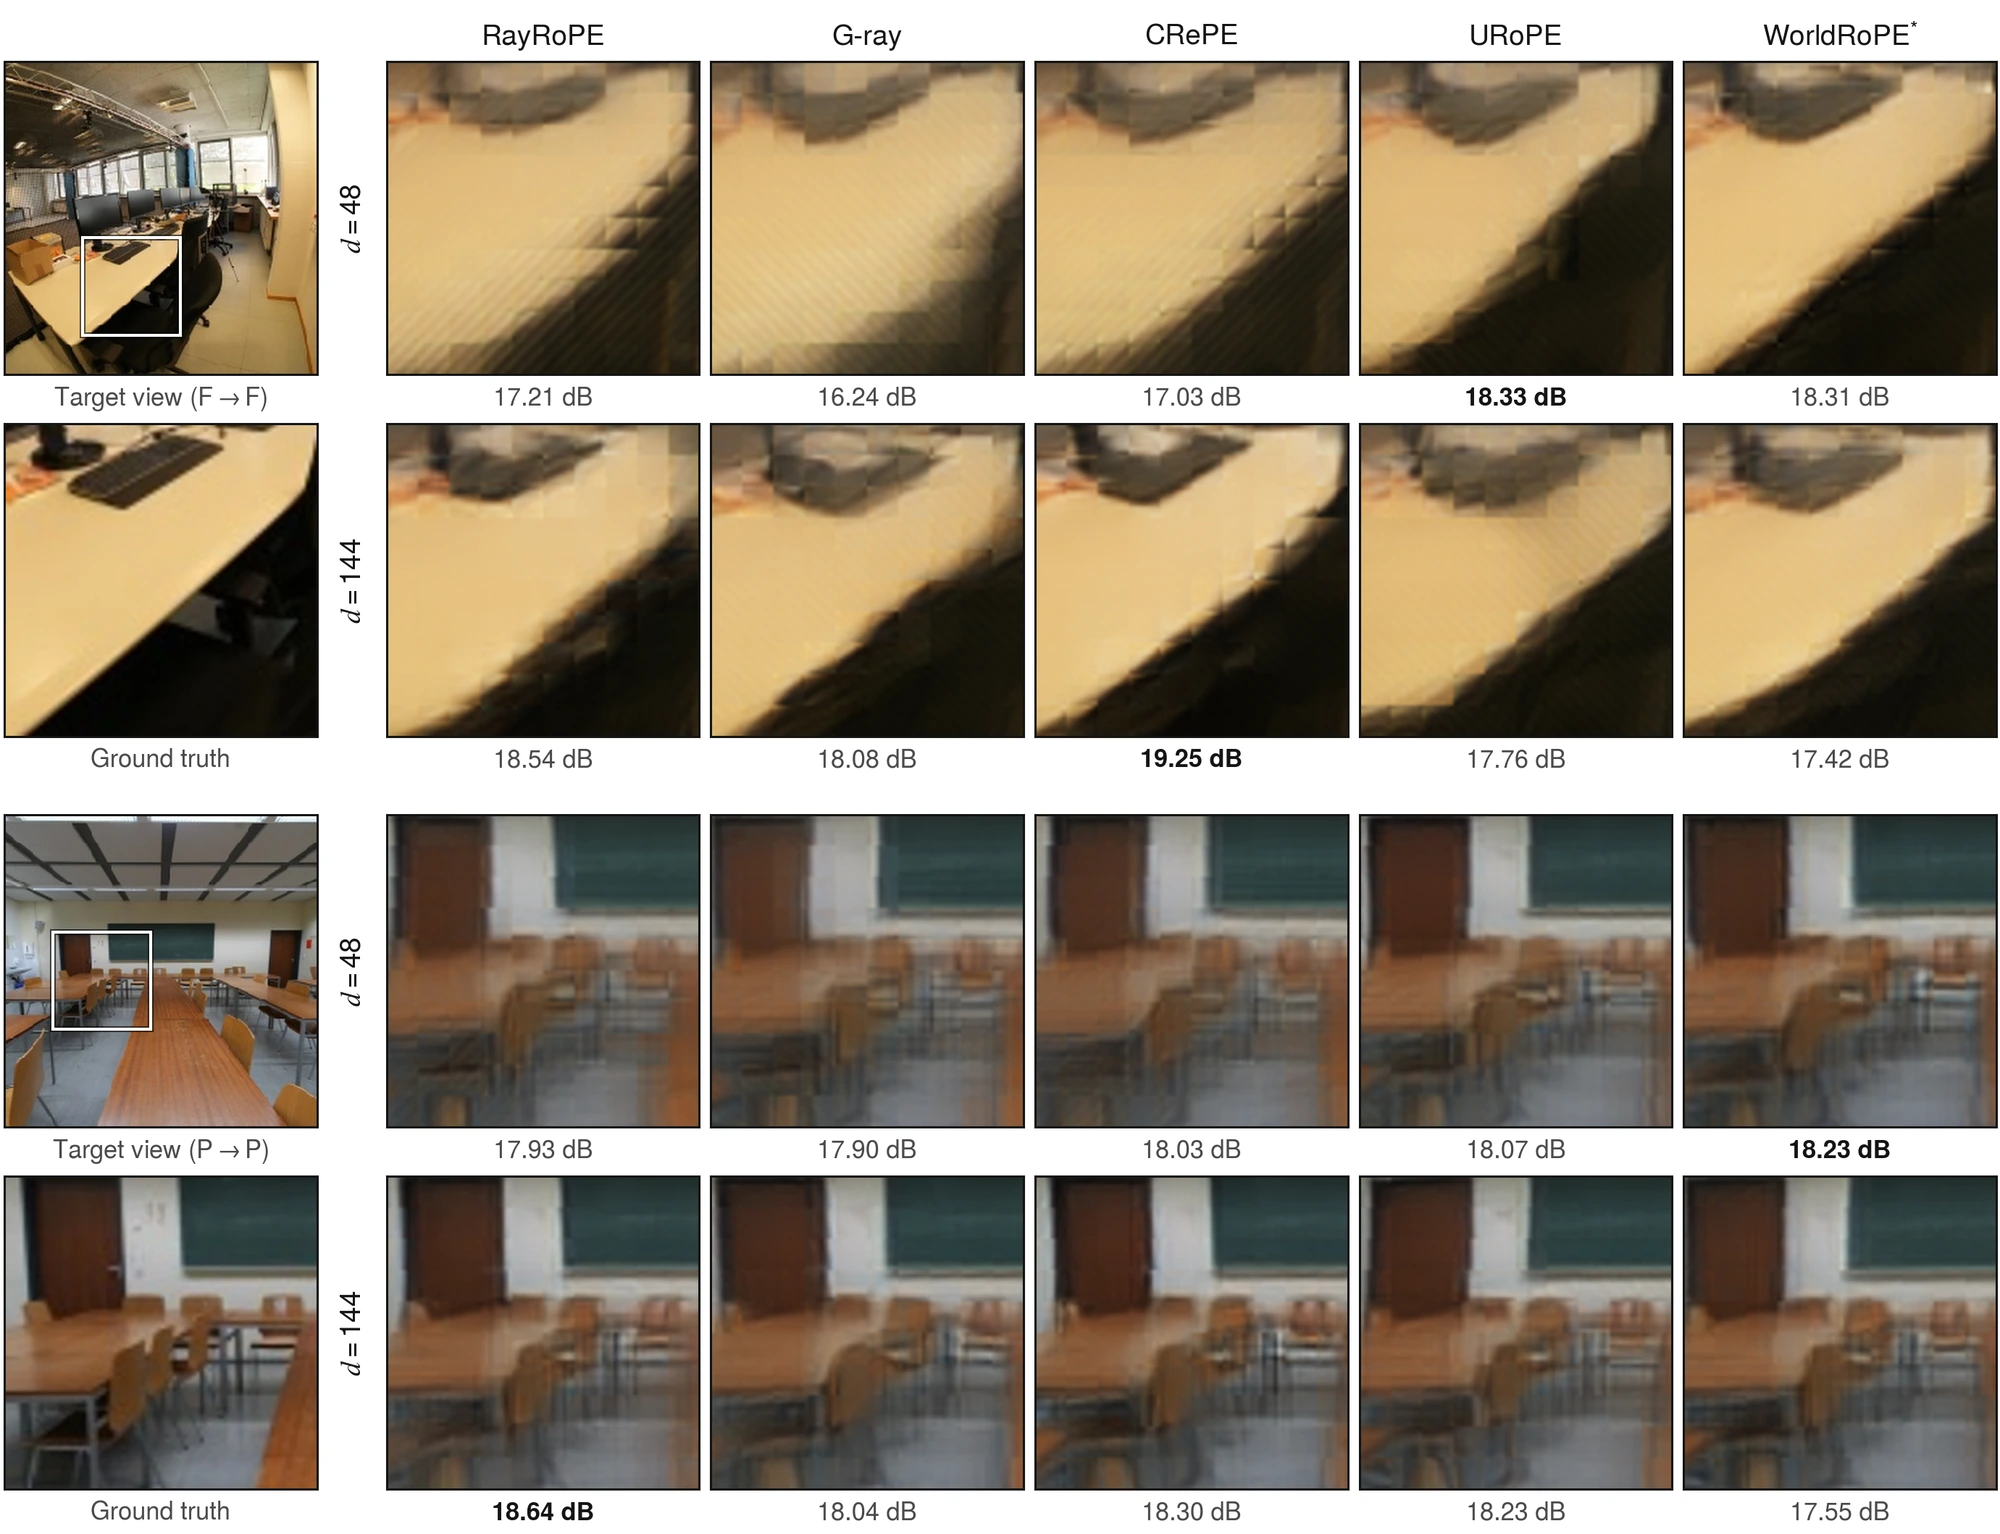 RayRoPE G-ray CRePE URoPE WorldRoPE*
d = 48
Target view (F → F) 17.21 dB 16.24 dB 17.03 dB 18.33 dB 18.31 dB
d = 144
Ground truth 18.54 dB 18.08 dB 19.25 dB 17.76 dB 17.42 dB
d = 48
Target view (P → P) 17.93 dB 17.90 dB 18.03 dB 18.07 dB 18.23 dB
d = 144
Ground truth 18.64 dB 18.04 dB 18.30 dB 18.23 dB 17.55 dB